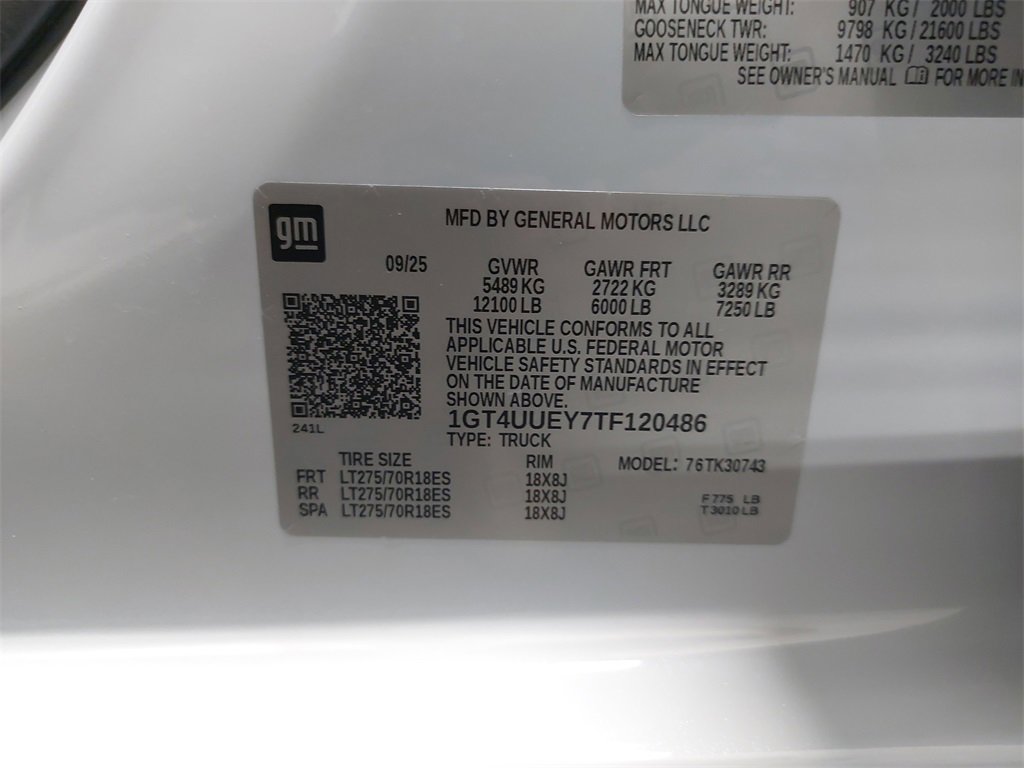 MAX TONGUE WEIGHT: 907 KG/ 2000 LBS
GOOSENECK TWR: 9798 KG/21600 LBS
MAX TONGUE WEIGHT: 1470 KG/ 3240 LBS
SEE OWNER'S MANUAL FOR MORE IN
gm
MFD BY GENERAL MOTORS LLC
09/25 GVWR GAWR FRT GAWR RR
5489 KG 2722 KG 3289 KG
12100 LB 6000 LB 7250 LB
THIS VEHICLE CONFORMS TO ALL
APPLICABLE U.S. FEDERAL MOTOR
VEHICLE SAFETY STANDARDS IN EFFECT
ON THE DATE OF MANUFACTURE
SHOWN ABOVE.
1GT4UUEY7TF120486
241L
TYPE: TRUCK
TIRE SIZE RIM MODEL: 76TK30743
FRT LT275/70R18ES 18X8J
RR LT275/70R18ES 18X8J
SPA LT275/70R18ES 18X8J
F 775 LB
T 3010 LB